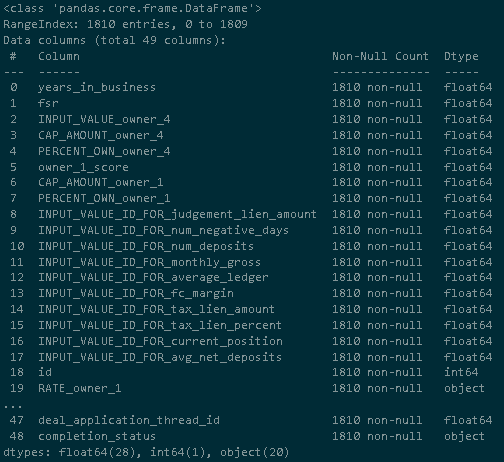 <class 'pandas.core.frame.DataFrame'>
RangeIndex: 1810 entries, 0 to 1809
Data columns (total 49 columns):
 #   Column                                 Non-Null Count  Dtype
---  ------                                 --------------  -----
 0   years_in_business                      1810 non-null   float64
 1   fsr                                    1810 non-null   float64
 2   INPUT_VALUE_owner_4                    1810 non-null   float64
 3   CAP_AMOUNT_owner_4                     1810 non-null   float64
 4   PERCENT_OWN_owner_4                    1810 non-null   float64
 5   owner_1_score                          1810 non-null   float64
 6   CAP_AMOUNT_owner_1                     1810 non-null   float64
 7   PERCENT_OWN_owner_1                    1810 non-null   float64
 8   INPUT_VALUE_ID_FOR_judgement_lien_amount  1810 non-null   float64
 9   INPUT_VALUE_ID_FOR_num_negative_days   1810 non-null   float64
 10  INPUT_VALUE_ID_FOR_num_deposits        1810 non-null   float64
 11  INPUT_VALUE_ID_FOR_monthly_gross       1810 non-null   float64
 12  INPUT_VALUE_ID_FOR_average_ledger      1810 non-null   float64
 13  INPUT_VALUE_ID_FOR_fc_margin           1810 non-null   float64
 14  INPUT_VALUE_ID_FOR_tax_lien_amount     1810 non-null   float64
 15  INPUT_VALUE_ID_FOR_tax_lien_percent    1810 non-null   float64
 16  INPUT_VALUE_ID_FOR_current_position    1810 non-null   float64
 17  INPUT_VALUE_ID_FOR_avg_net_deposits    1810 non-null   float64
 18  id                                     1810 non-null   int64
 19  RATE_owner_1                           1810 non-null   object
...
 47  deal_application_thread_id             1810 non-null   float64
 48  completion_status                      1810 non-null   object
dtypes: float64(28), int64(1), object(20)